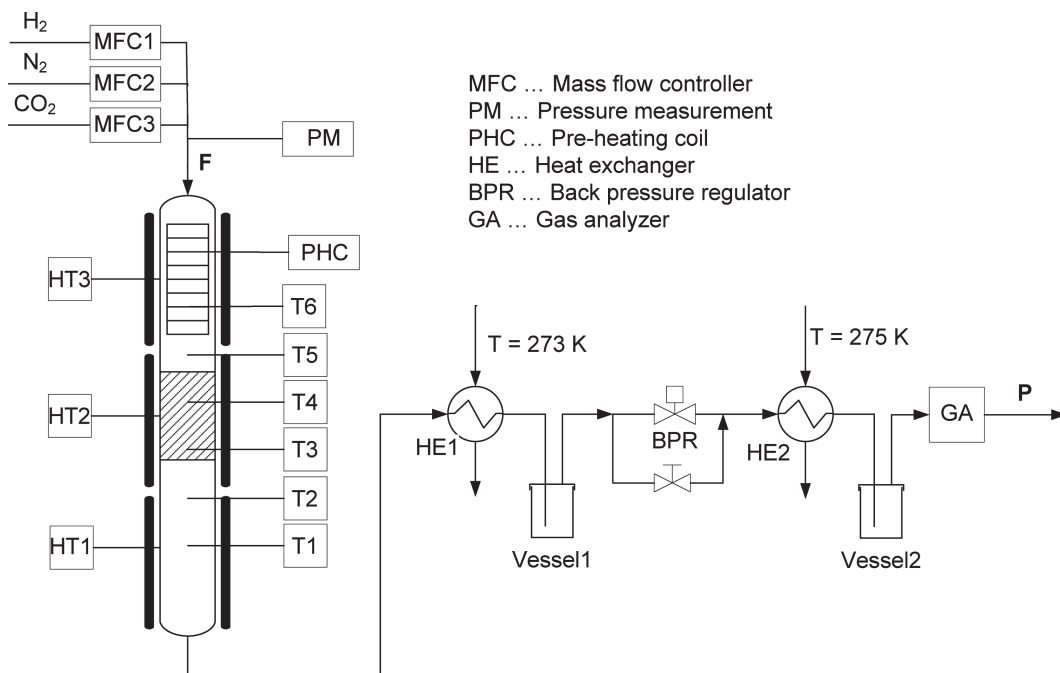 H₂
MFC1
N₂
MFC2
CO₂
MFC3
PM
F
MFC … Mass flow controller
PM … Pressure measurement
PHC … Pre-heating coil
HE … Heat exchanger
BPR … Back pressure regulator
GA … Gas analyzer
PHC
HT3
T6
T5
T4
HT2
T3
T2
HT1
T1
T = 273 K
T = 275 K
HE1
BPR
HE2
GA
P
Vessel1
Vessel2